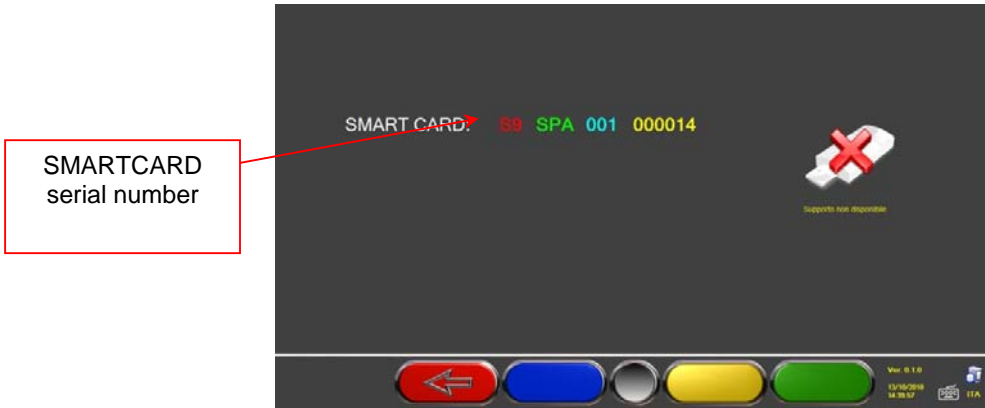 SMARTCARD
serial number
SMART CARD: S9 SPA 001 000014
Supporto non disponibile
Ver. 0.1.0
13/10/2010
14:39:57
ITA